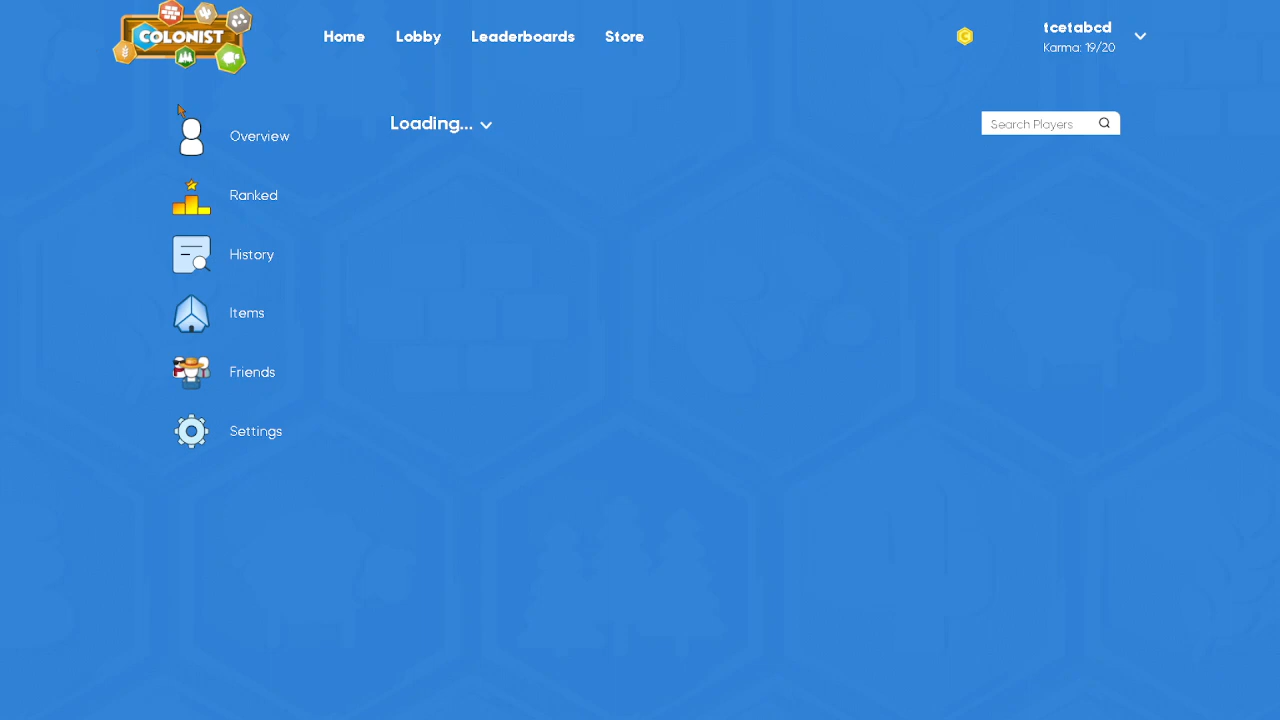 COLONIST
Home
Lobby
Leaderboards
Store
tcetabcd
Karma: 19/20
Overview
Loading...
Search Players
Ranked
History
Items
Friends
Settings